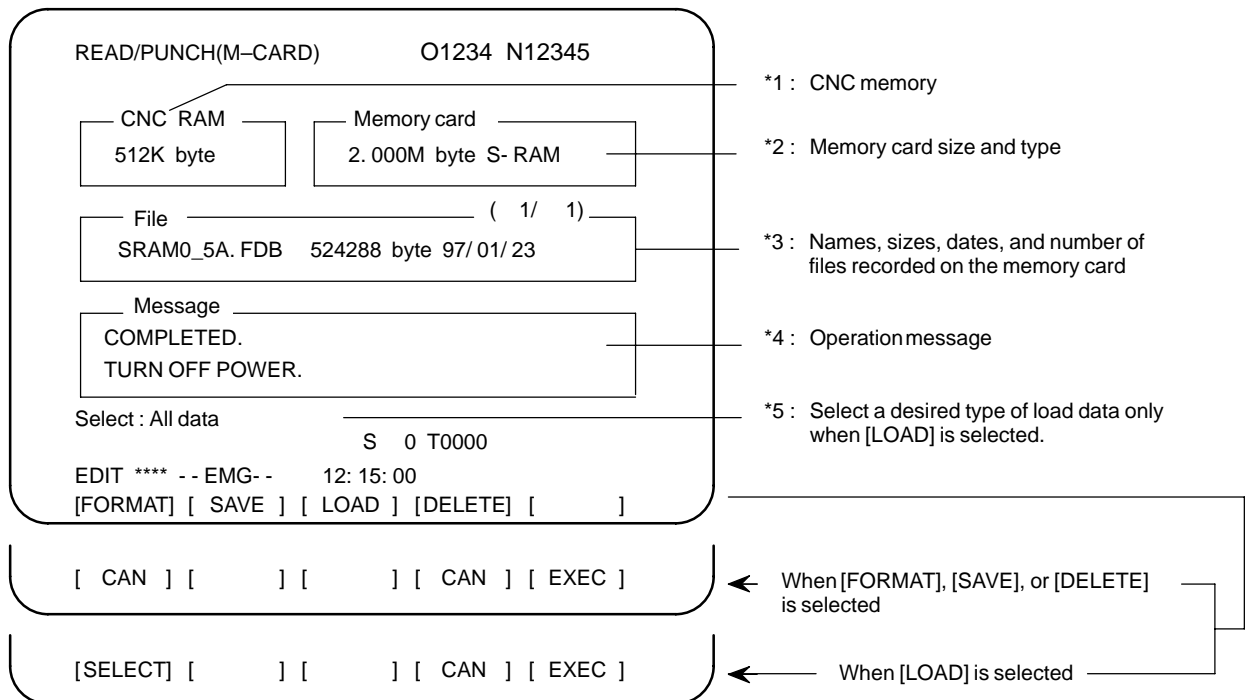 READ/PUNCH(M–CARD) O1234 N12345
*1 : CNC memory
CNC RAM Memory card
512K byte 2. 000M byte S- RAM
*2 : Memory card size and type
File ( 1/ 1)
SRAM0_5A. FDB 524288 byte 97/ 01/ 23
*3 : Names, sizes, dates, and number of
files recorded on the memory card
Message
COMPLETED.
TURN OFF POWER.
*4 : Operation message
Select : All data
*5 : Select a desired type of load data only
when [LOAD] is selected.
S 0 T0000
EDIT **** - - EMG- - 12: 15: 00
[FORMAT] [ SAVE ] [ LOAD ] [DELETE] [ ]
[ CAN ] [ ] [ ] [ CAN ] [ EXEC ]
When [FORMAT], [SAVE], or [DELETE]
is selected
[SELECT] [ ] [ ] [ CAN ] [ EXEC ]
When [LOAD] is selected